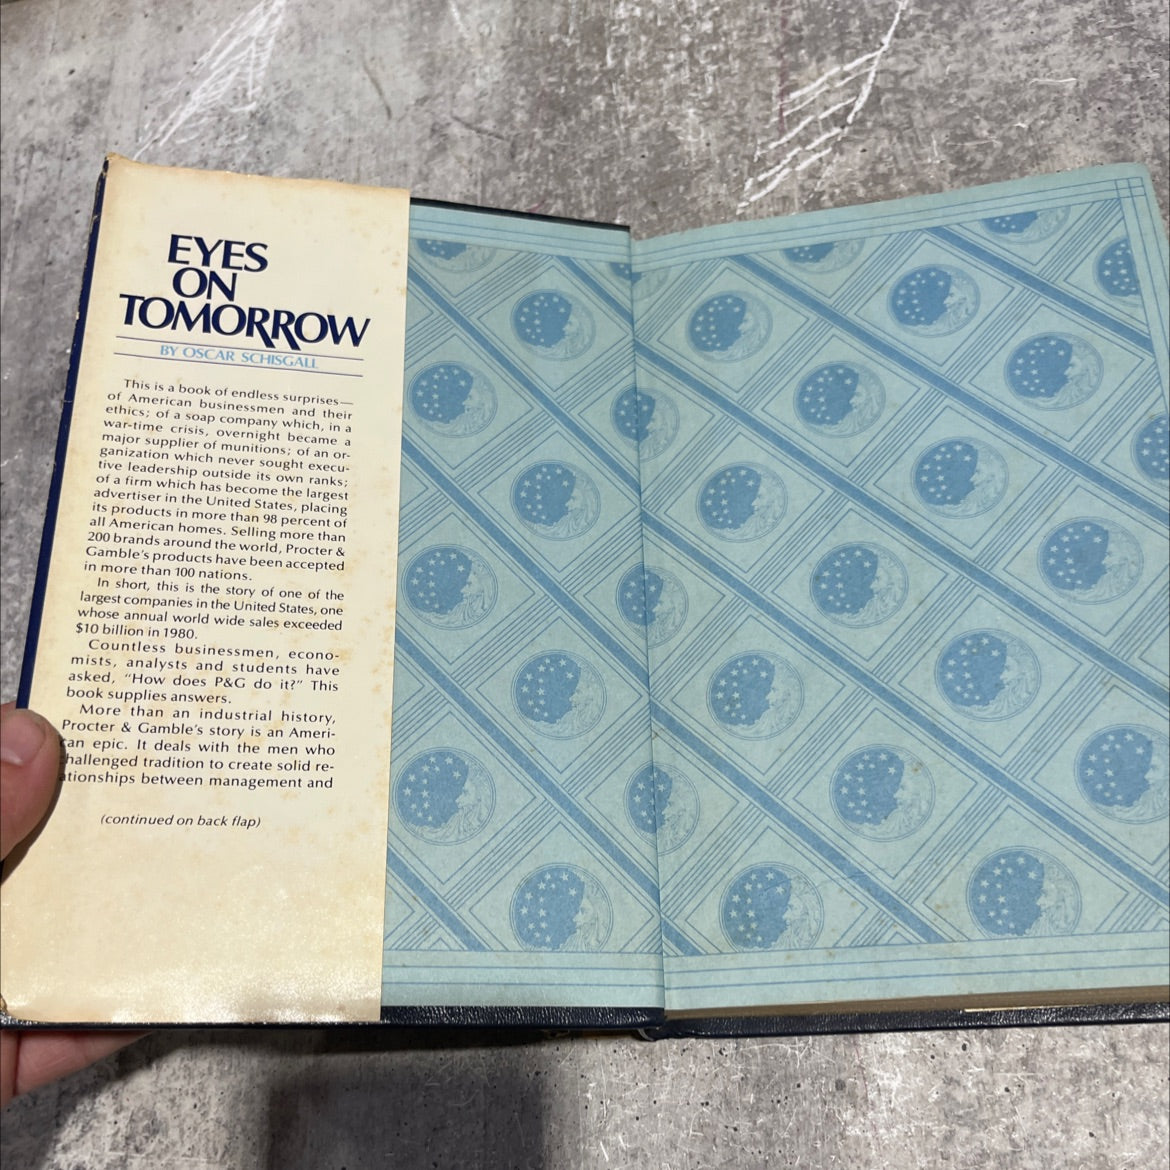 EYES
ON
TOMORROW
BY OSCAR SCHISGALL
This is a book of endless surprises—
of American businessmen and their
ethics; of a soap company which, in a
war-time crisis, overnight became a
major supplier of munitions; of an or-
ganization which never sought execu-
tive leadership outside its own ranks;
of a firm which has become the largest
advertiser in the United States, placing
its products in more than 98 percent of
all American homes. Selling more than
200 brands around the world, Procter &
Gamble's products have been accepted
in more than 100 nations.
In short, this is the story of one of the
largest companies in the United States, one
whose annual world wide sales exceeded
$10 billion in 1980.
Countless businessmen, econo-
mists, analysts and students have
asked, "How does P&G do it?" This
book supplies answers.
More than an industrial history,
Procter & Gamble's story is an Ameri-
can epic. It deals with the men who
challenged tradition to create solid re-
ationships between management and
(continued on back flap)